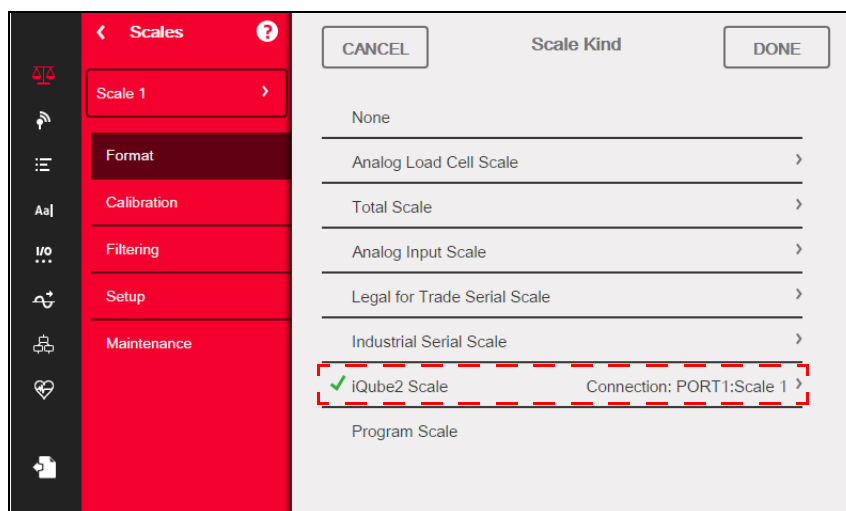 Scales
?
Scale 1
Format
Calibration
Filtering
Setup
Maintenance
Aa
I/O
CANCEL
Scale Kind
DONE
None
Analog Load Cell Scale
Total Scale
Analog Input Scale
Legal for Trade Serial Scale
Industrial Serial Scale
iQube2 Scale Connection: PORT1:Scale 1
Program Scale